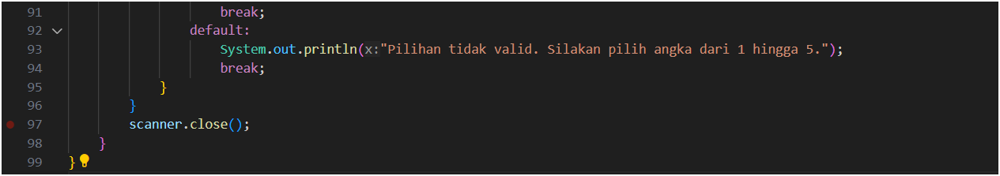 91 break;
92 default:
93 System.out.println(x:"Pilihan tidak valid. Silakan pilih angka dari 1 hingga 5.");
94 break;
95 }
96 }
97 scanner.close();
98 }
99 }